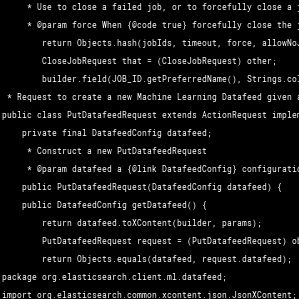 * Use to close a failed job, or to forcefully close a j
* @param force When {@code true} forcefully close the j
return Objects.hash(jobIds, timeout, force, allowNoJ
CloseJobRequest that = (CloseJobRequest) other;
builder.field(JOB_ID.getPreferredName(), Strings.col
* Request to create a new Machine Learning Datafeed given a
public class PutDatafeedRequest extends ActionRequest implem
private final DatafeedConfig datafeed;
* Construct a new PutDatafeedRequest
* @param datafeed a {@link DatafeedConfig} configuratio
public PutDatafeedRequest(DatafeedConfig datafeed) {
public DatafeedConfig getDatafeed() {
return datafeed.toXContent(builder, params);
PutDatafeedRequest request = (PutDatafeedRequest) ob
return Objects.equals(datafeed, request.datafeed);
package org.elasticsearch.client.ml.datafeed;
import org.elasticsearch.common.xcontent.json.JsonXContent;